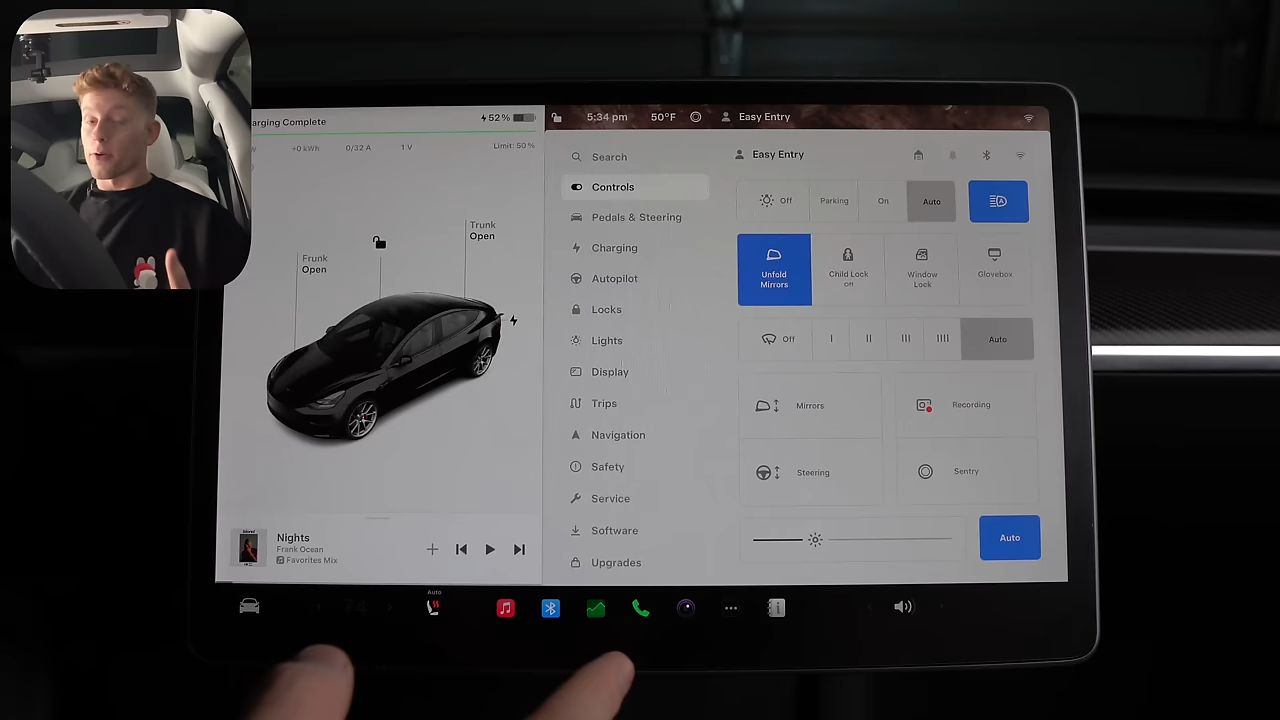 arging Complete
52%
+0 kWh
0/32 A
1 V
Limit: 50%
Trunk
Open
Frunk
Open
Nights
Frank Ocean
Favorites Mix
5:34 pm
50°F
Easy Entry
Search
Controls
Pedals & Steering
Charging
Autopilot
Locks
Lights
Display
Trips
Navigation
Safety
Service
Software
Upgrades
Easy Entry
Off
Parking
On
Auto
Unfold
Mirrors
Child Lock
Off
Window
Lock
Glovebox
Off
I
II
III
IIII
Auto
Mirrors
Recording
Steering
Sentry
Auto
74
Auto